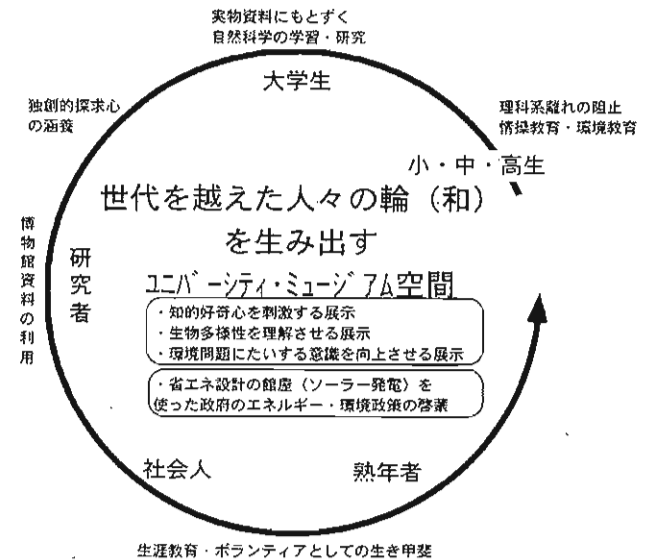 実物資料にもとずく
自然科学の学習・研究
大学生
独創的探求心
の涵養
理科系離れの阻止
情操教育・環境教育
小・中・高生
世代を越えた人々の輪（和）
を生み出す
ユニバーシティ・ミュージアム空間
博物館資料の利用
研究者
・知的好奇心を刺激する展示
・生物多様性を理解させる展示
・環境問題にたいする意識を向上させる展示
・省エネ設計の館屋（ソーラー発電）を
使った政府のエネルギー・環境政策の啓蒙
社会人
熟年者
生涯教育・ボランティアとしての生き甲斐